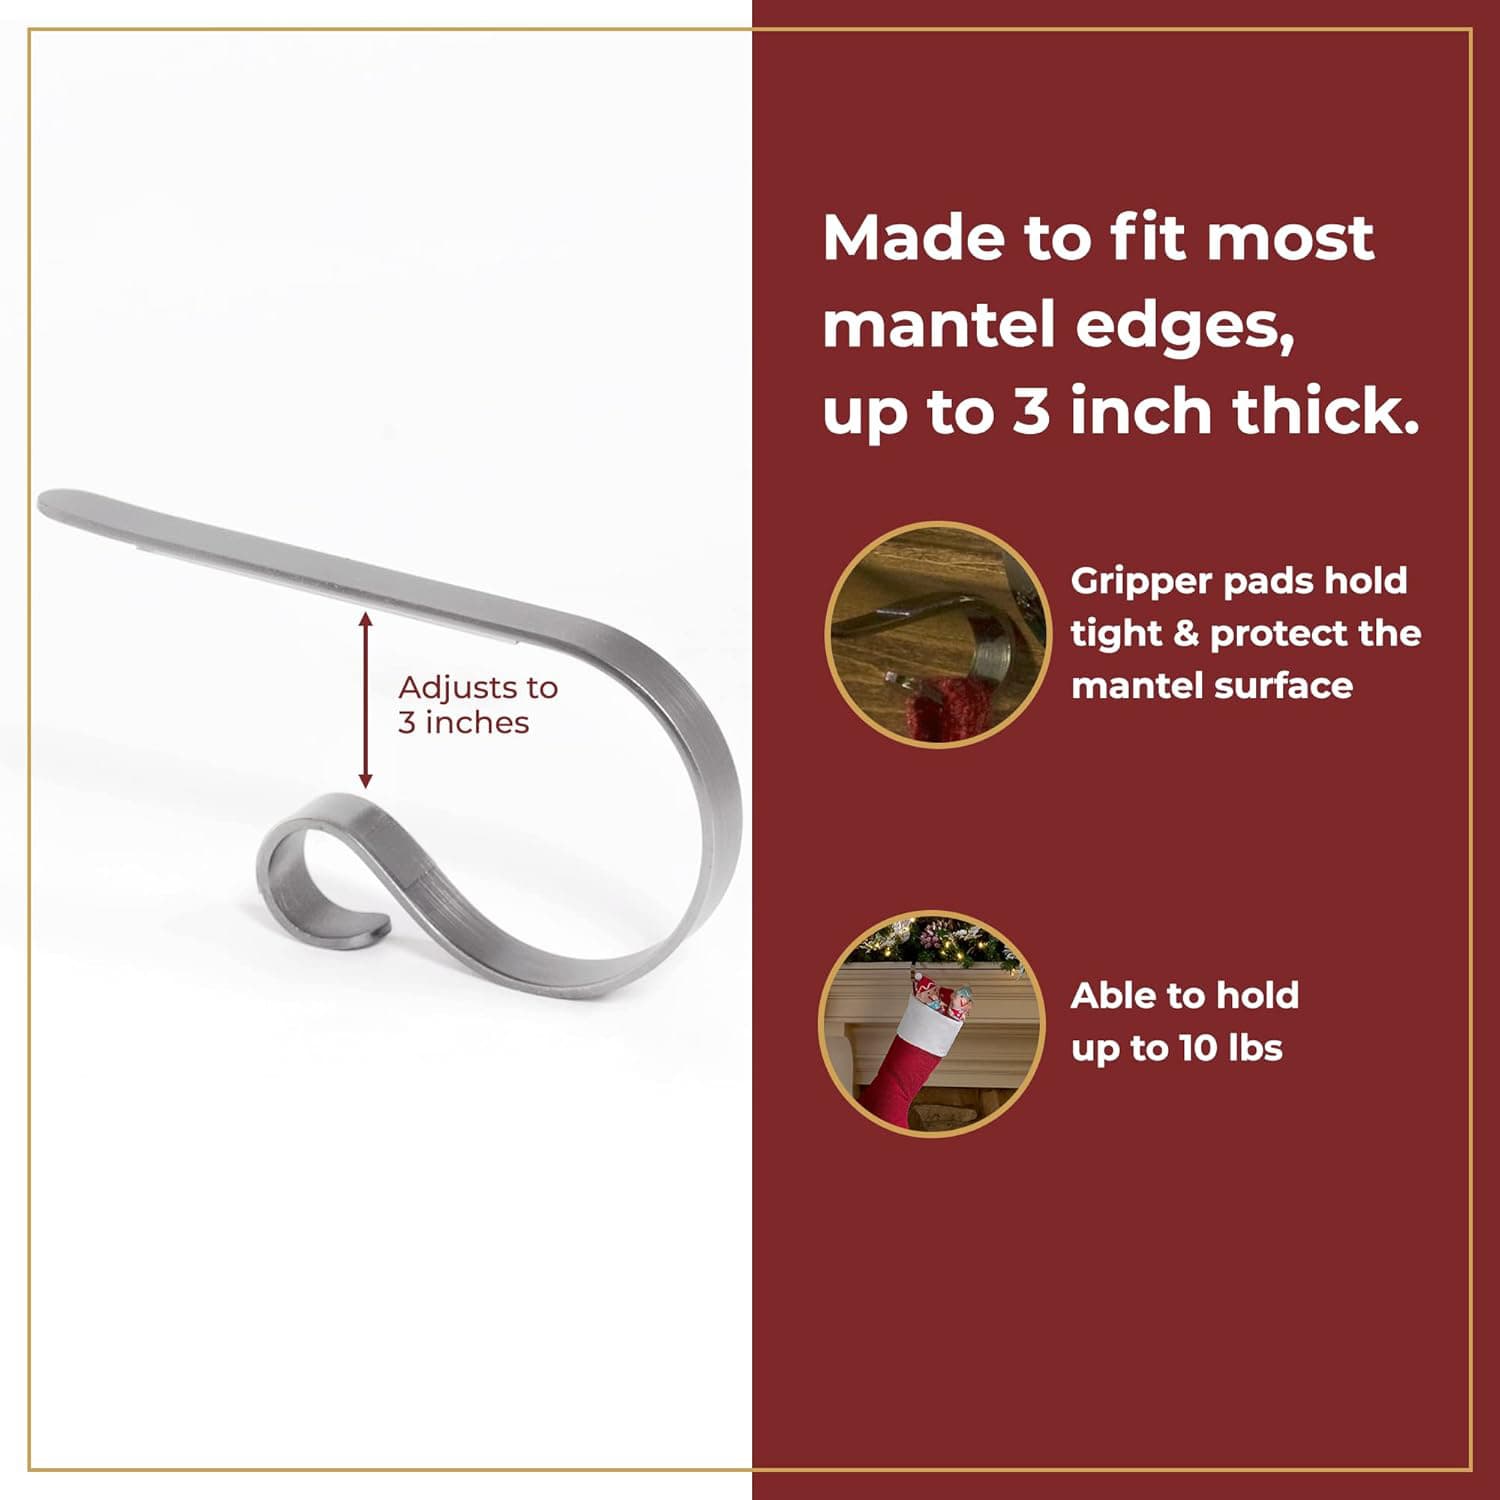 Made to fit most
mantel edges,
up to 3 inch thick.
Adjusts to
3 inches
Gripper pads hold
tight & protect the
mantel surface
Able to hold
up to 10 lbs